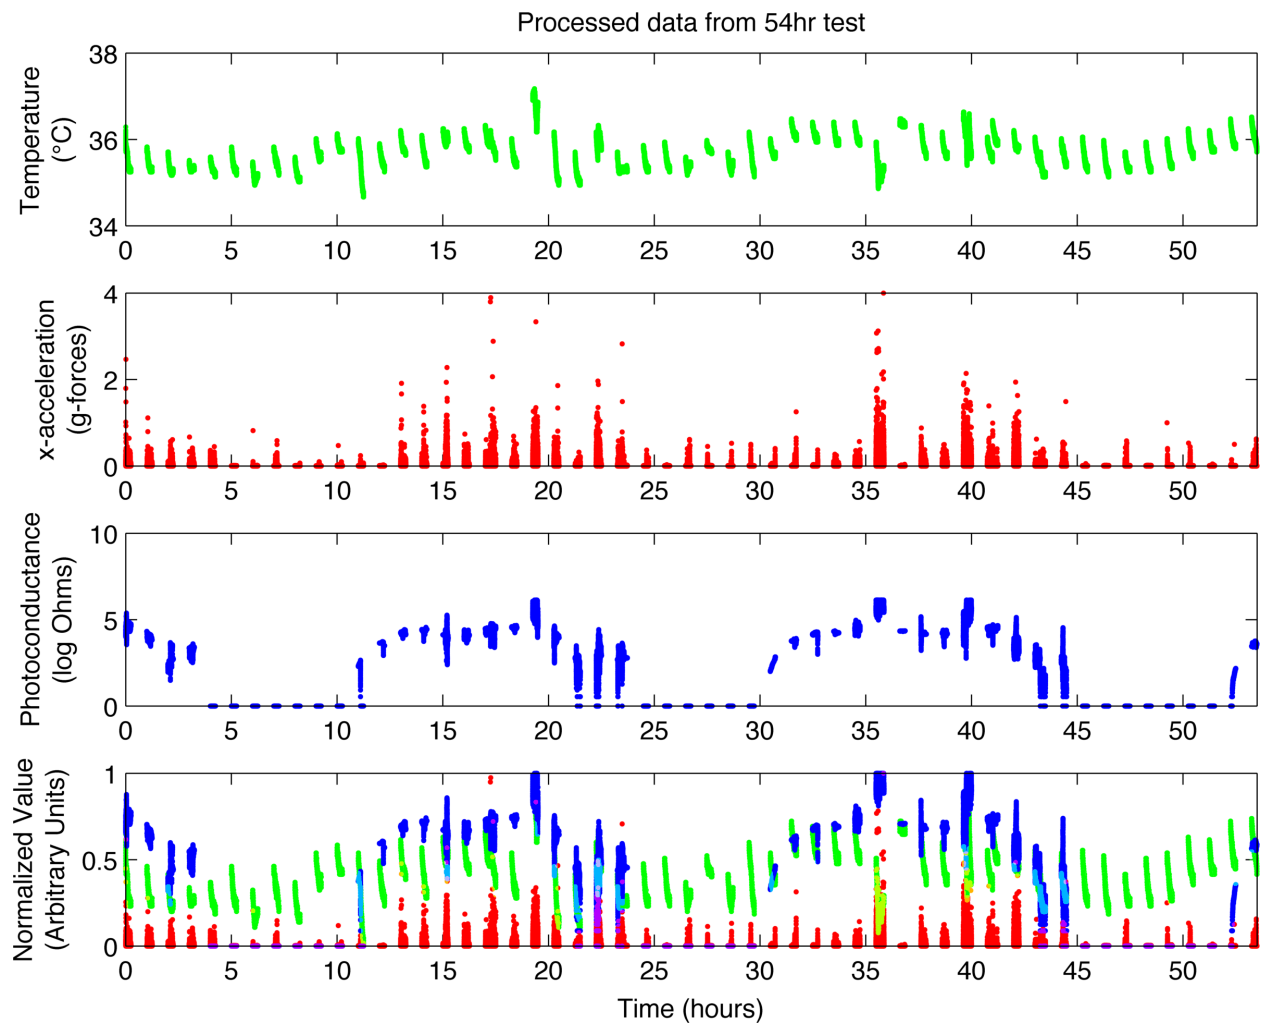 Processed data from 54hr test
Temperature
(°C)
38
36
34
0 5 10 15 20 25 30 35 40 45 50
x-acceleration
(g-forces)
4
2
0
0 5 10 15 20 25 30 35 40 45 50
Photoconductance
(log Ohms)
10
5
0
0 5 10 15 20 25 30 35 40 45 50
Normalized Value
(Arbitrary Units)
1
0.5
0
0 5 10 15 20 25 30 35 40 45 50
Time (hours)